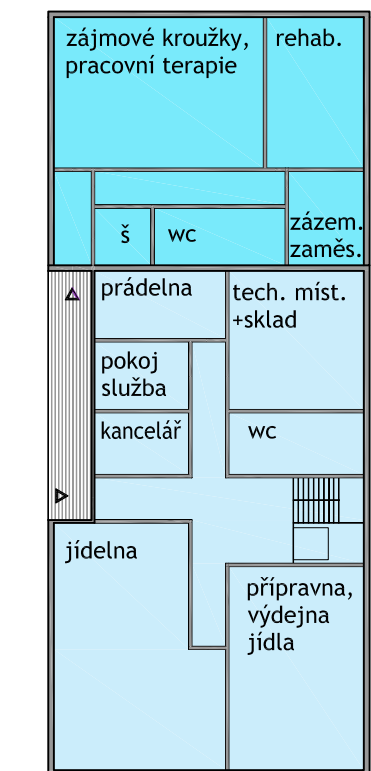 zájmové kroužky,
pracovní terapie
rehab.
š
wc
zázem.
zaměs.
prádelna
tech. míst.
+sklad
pokoj
služba
kancelář
wc
jídelna
přípravna,
výdejna
jídla